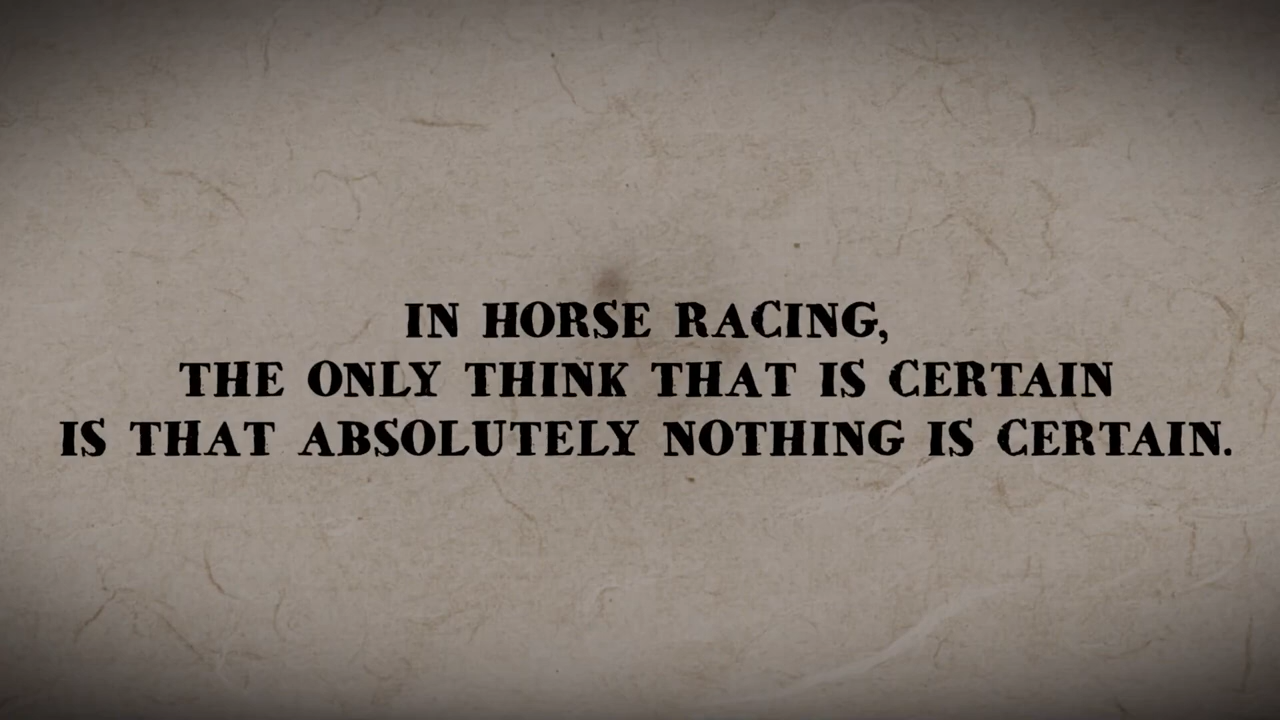 IN HORSE RACING,
THE ONLY THINK THAT IS CERTAIN
IS THAT ABSOLUTELY NOTHING IS CERTAIN.